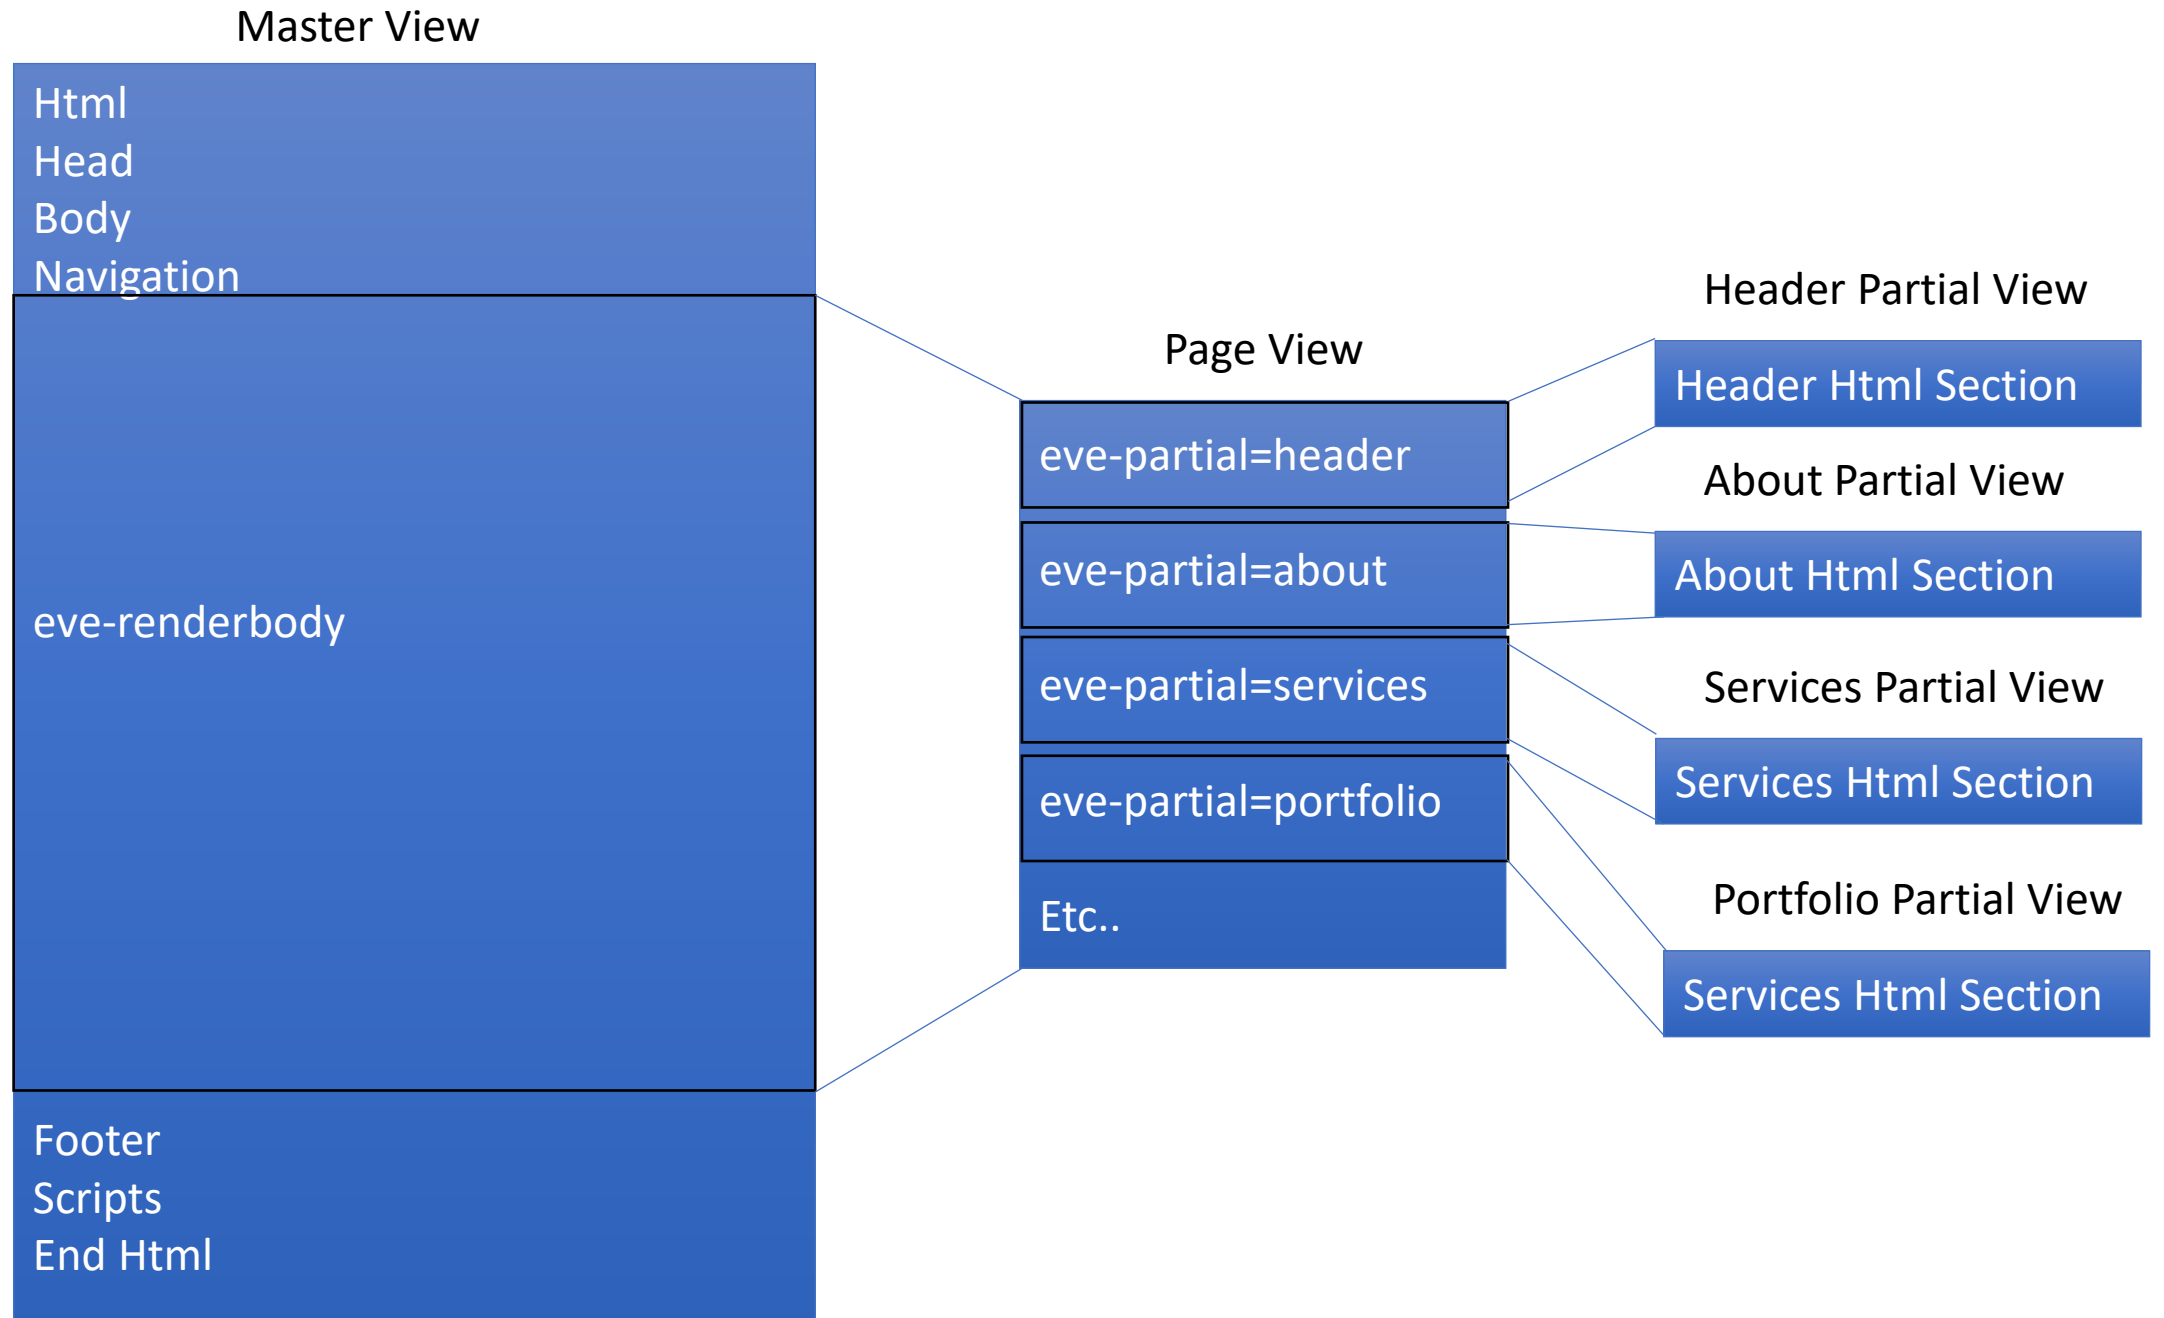 Master View
Html
Head
Body
Navigation
eve-renderbody
Footer
Scripts
End Html
Page View
eve-partial=header
eve-partial=about
eve-partial=services
eve-partial=portfolio
Etc..
Header Partial View
Header Html Section
About Partial View
About Html Section
Services Partial View
Services Html Section
Portfolio Partial View
Services Html Section